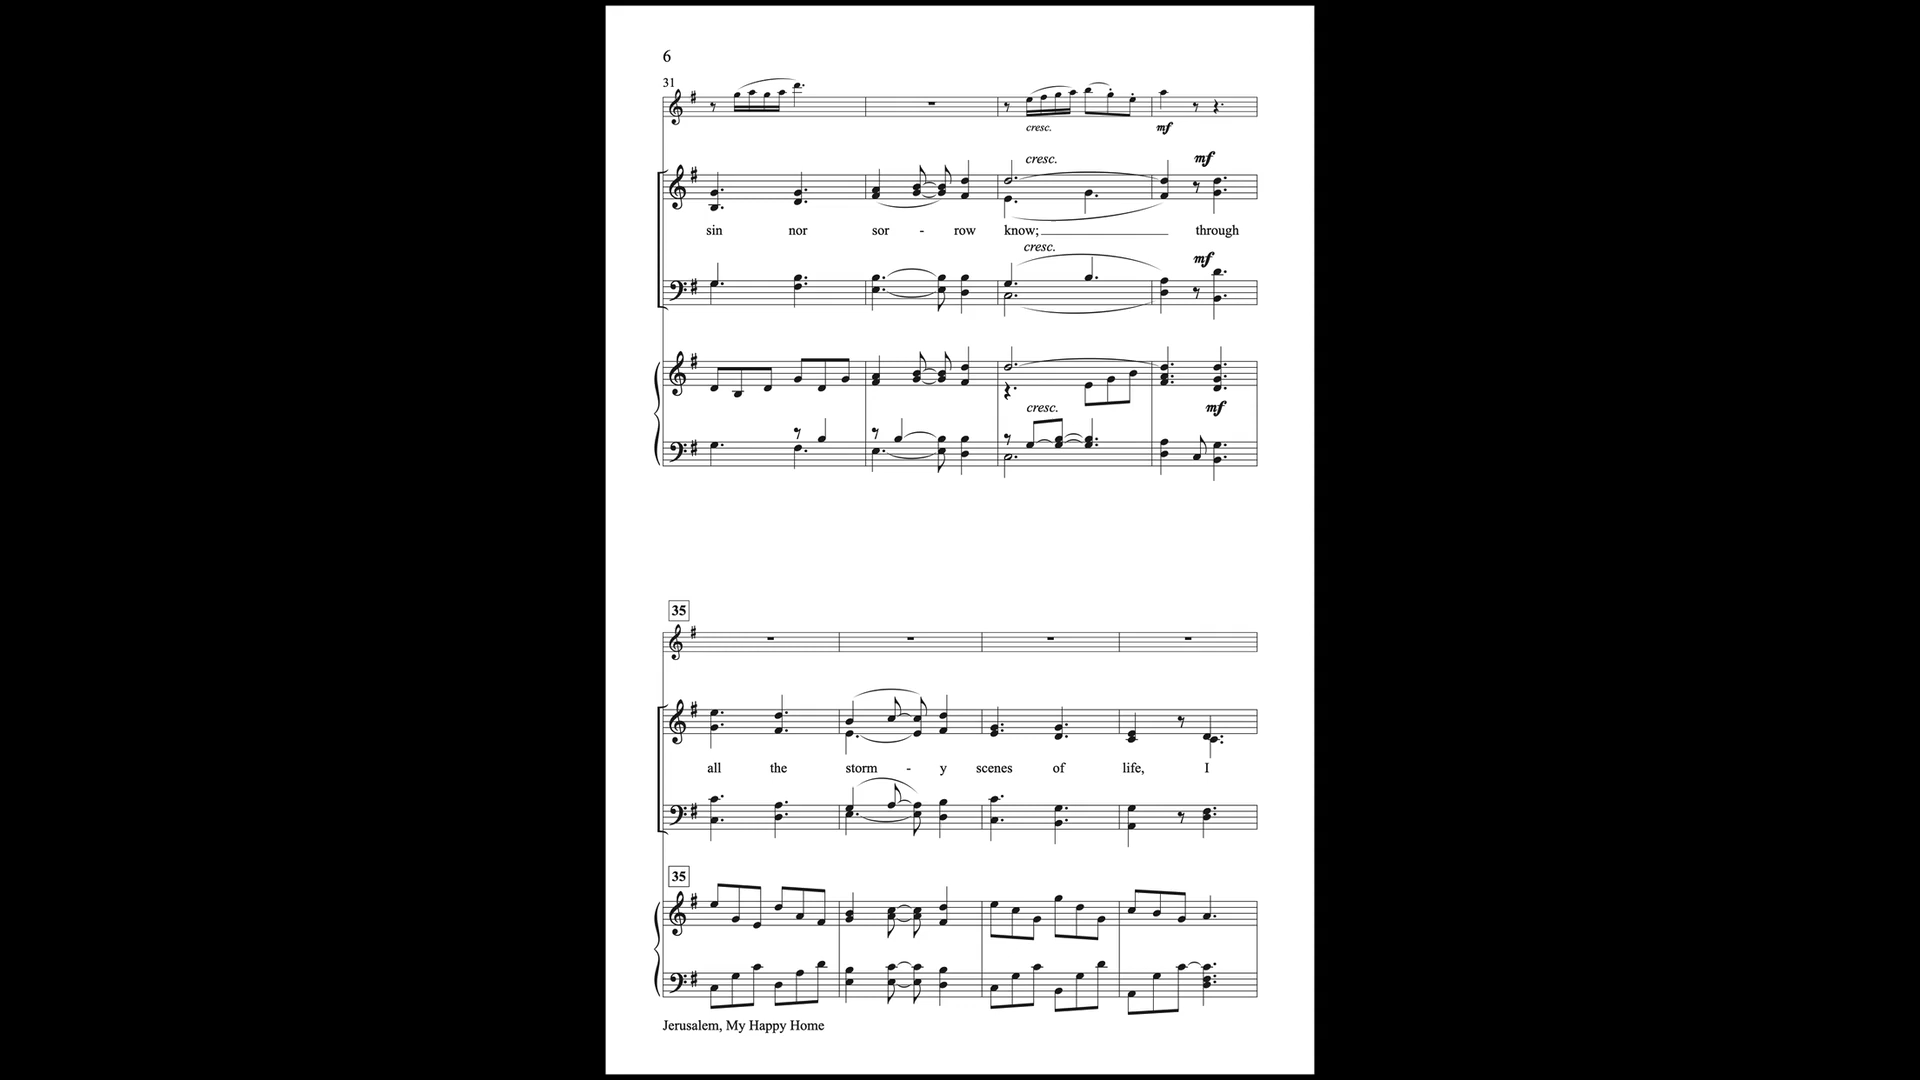 6
31
cresc.
mf
cresc.
mf
sin nor sor - row know; through
cresc.
mf
cresc.
mf
35
all the storm - y scenes of life, I
35
Jerusalem, My Happy Home